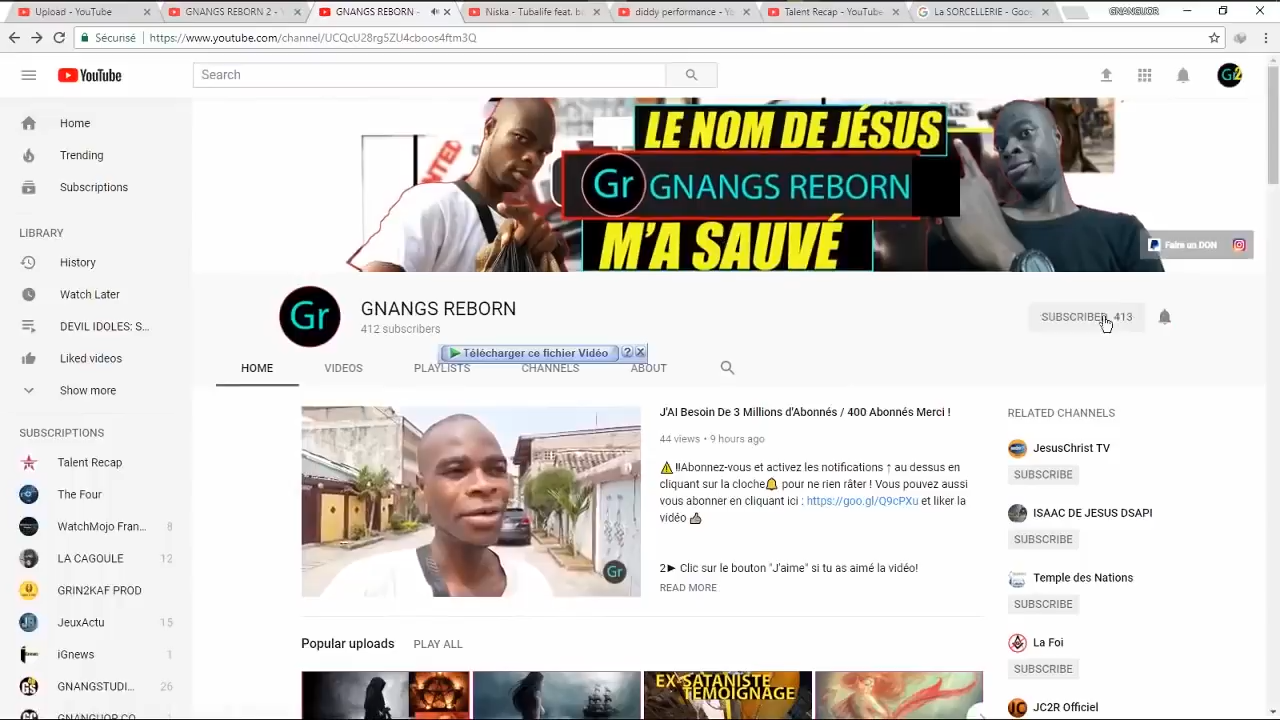 Upload - YouTube
GNANGS REBORN 2 - Y
GNANGS REBORN -
Niska - Tubalife feat. b
diddy performance - Yo
Talent Recap - YouTube
La SORCELLERIE - Goo
GNANGUOR
Sécurisé
https://www.youtube.com/channel/UCQcU28rg5ZU4cboos4ftm3Q
YouTube
Search
Gr2
Home
Trending
Subscriptions
LIBRARY
History
Watch Later
DEVIL IDOLES: S...
Liked videos
Show more
SUBSCRIPTIONS
Talent Recap
The Four
WatchMojo Fran... 8
LA CAGOULE 12
GRIN2KAF PROD
JeuxActu 15
iGnews 1
GNANGSTUDI... 26
GNANGUOR CO
LE NOM DE JÉSUS
Gr GNANGS REBORN
M'A SAUVÉ
Faire un DON
Gr
GNANGS REBORN
412 subscribers
SUBSCRIBED 413
Télécharger ce fichier Vidéo ?
HOME
VIDEOS
PLAYLISTS
CHANNELS
ABOUT
Gr
J'AI Besoin De 3 Millions d'Abonnés / 400 Abonnés Merci !
44 views • 9 hours ago
⚠‼Abonnez-vous et activez les notifications ↑ au dessus en
cliquant sur la cloche🔔 pour ne rien râter ! Vous pouvez aussi
vous abonner en cliquant ici : https://goo.gl/Q9cPXu et liker la
vidéo 👍
2► Clic sur le bouton "J'aime" si tu as aimé la vidéo!
READ MORE
RELATED CHANNELS
JesusChrist TV
SUBSCRIBE
ISAAC DE JESUS DSAPI
SUBSCRIBE
Temple des Nations
SUBSCRIBE
La Foi
SUBSCRIBE
JC2R Officiel
Popular uploads
PLAY ALL
EX-SATANISTE
TÉMOIGNAGE